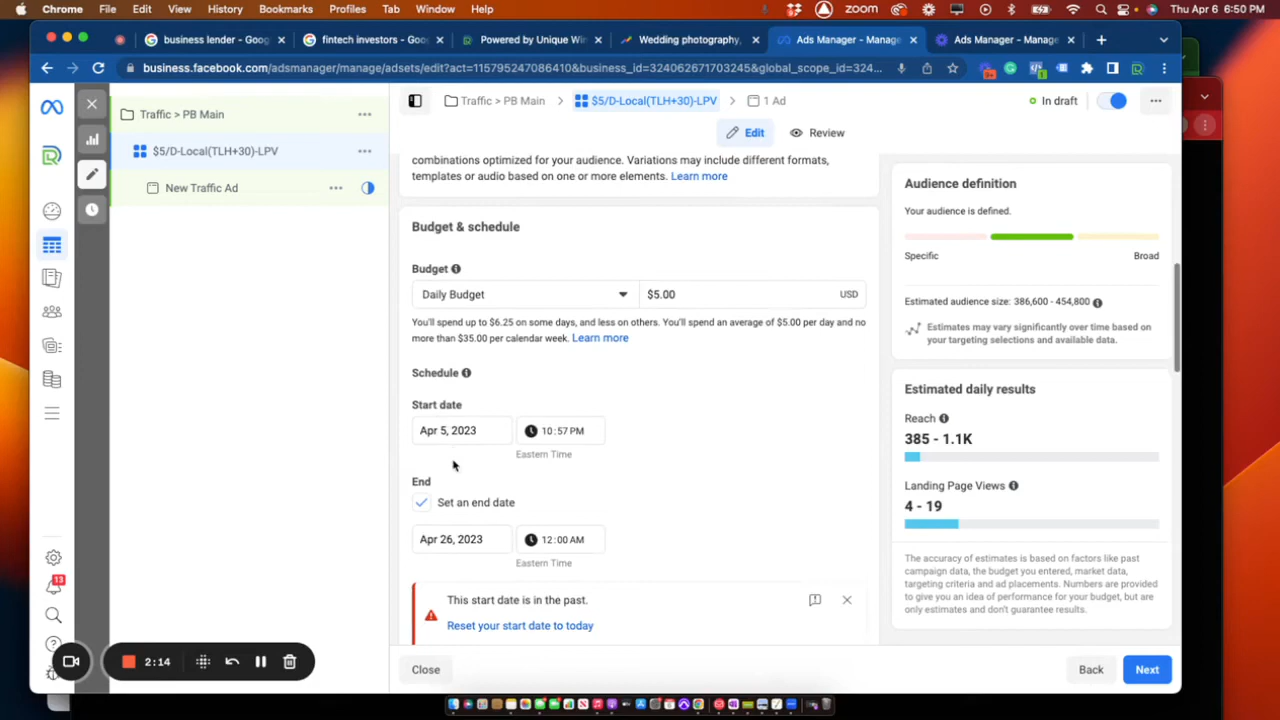 Chrome File Edit View History Bookmarks Profiles Tab Window Help
zoom
Thu Apr 6 6:50 PM
business lender - Goog
fintech investors - Goo
Powered by Unique Wi
Wedding photography,
Ads Manager - Manage
Ads Manager - Manage
business.facebook.com/adsmanager/manage/adsets/edit?act=115795247086410&business_id=324062671703245&global_scope_id=324...
Traffic > PB Main
$5/D-Local(TLH+30)-LPV
1 Ad
In draft
Traffic > PB Main
$5/D-Local(TLH+30)-LPV
New Traffic Ad
Edit
Review
combinations optimized for your audience. Variations may include different formats,
templates or audio based on one or more elements. Learn more
Budget & schedule
Budget
Daily Budget
$5.00
USD
You'll spend up to $6.25 on some days, and less on others. You'll spend an average of $5.00 per day and no
more than $35.00 per calendar week. Learn more
Schedule
Start date
Apr 5, 2023
10:57 PM
Eastern Time
End
Set an end date
Apr 26, 2023
12:00 AM
Eastern Time
This start date is in the past.
Reset your start date to today
Close
Back
Next
Audience definition
Your audience is defined.
Specific
Broad
Estimated audience size: 386,600 - 454,800
Estimates may vary significantly over time based on
your targeting selections and available data.
Estimated daily results
Reach
385 - 1.1K
Landing Page Views
4 - 19
The accuracy of estimates is based on factors like past
campaign data, the budget you entered, market data,
targeting criteria and ad placements. Numbers are provided
to give you an idea of performance for your budget, but are
only estimates and don't guarantee results.
13
2:14